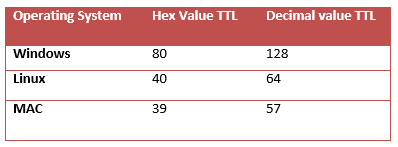 Operating System Hex Value TTL Decimal value TTL
Windows 80 128
Linux 40 64
MAC 39 57